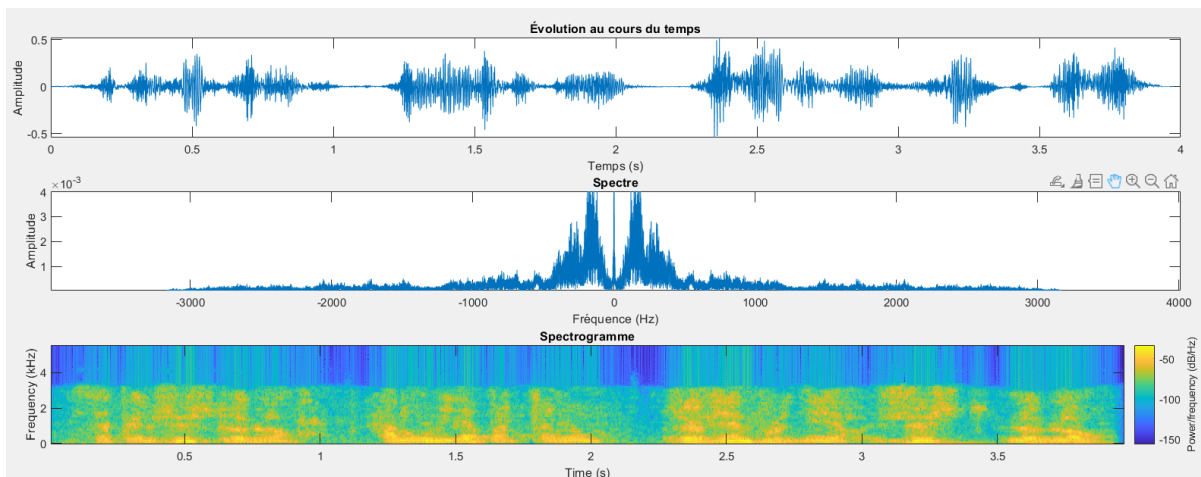 Évolution au cours du temps
0.5
0
-0.5
Amplitude
0 0.5 1 1.5 2 2.5 3 3.5 4
Temps (s)
×10⁻³
Spectre
4
3
2
1
Amplitude
-3000 -2000 -1000 0 1000 2000 3000 4000
Fréquence (Hz)
Spectrogramme
4
2
0
Frequency (kHz)
0.5 1 1.5 2 2.5 3 3.5
Time (s)
-50
-100
-150
Power/frequency (dB/Hz)